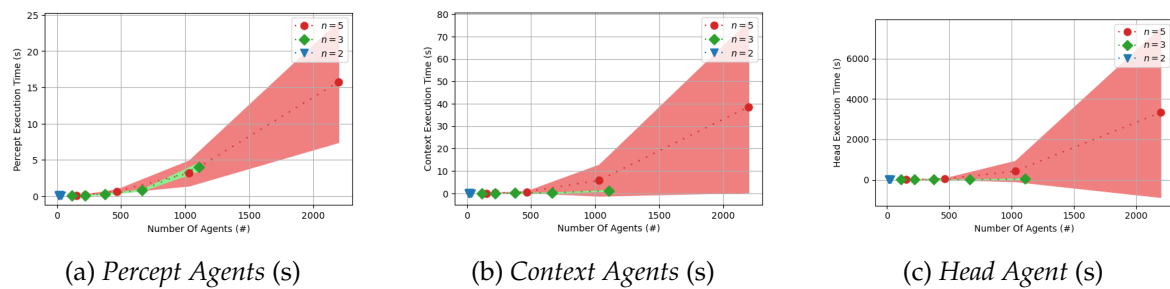 Percept Execution Time (s)
25
20
15
10
5
0
0
500
1000
1500
2000
Number Of Agents (#)
n = 5
n = 3
n = 2
(a) Percept Agents (s)
Context Execution Time (s)
80
70
60
50
40
30
20
10
0
0
500
1000
1500
2000
Number Of Agents (#)
n = 5
n = 3
n = 2
(b) Context Agents (s)
Head Execution Time (s)
6000
4000
2000
0
0
500
1000
1500
2000
Number Of Agents (#)
n = 5
n = 3
n = 2
(c) Head Agent (s)